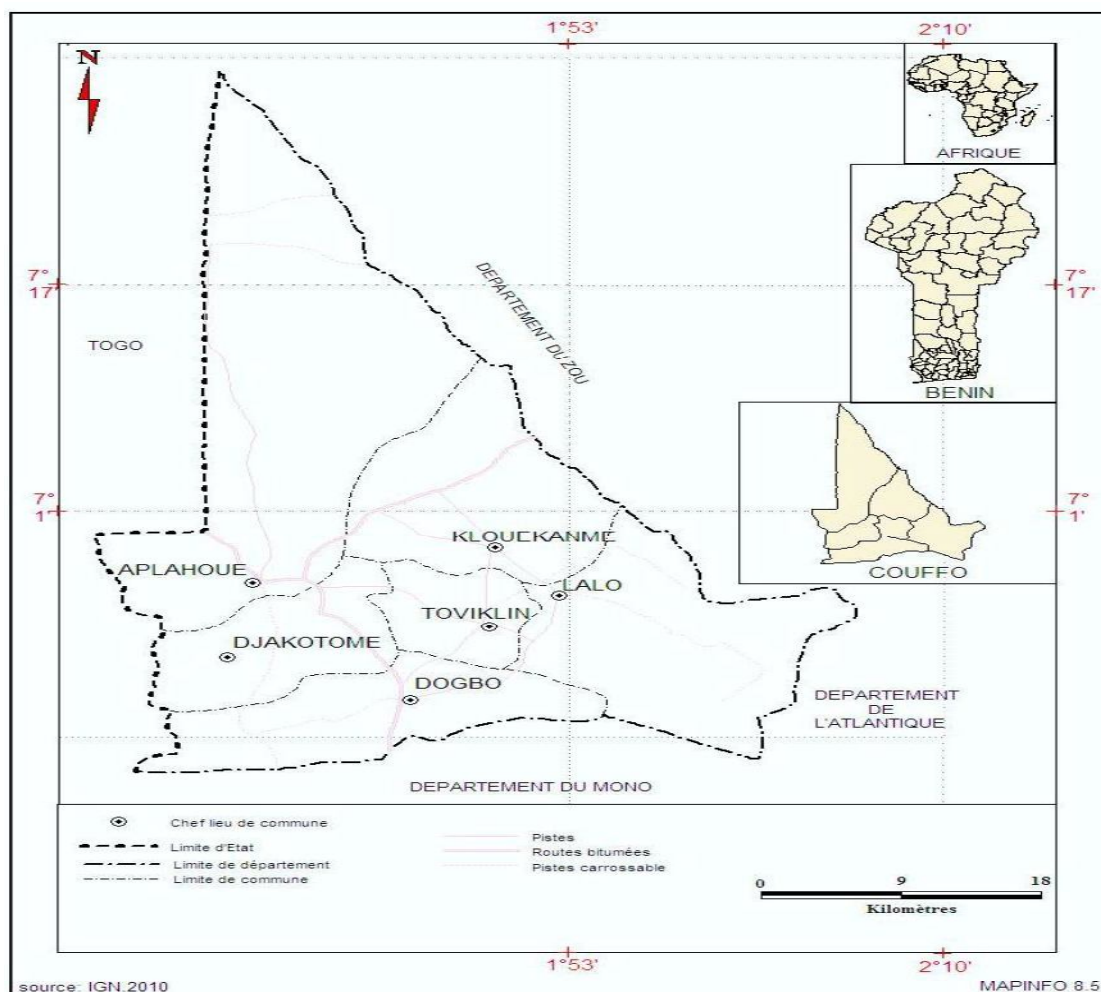 1°53' 2°10'
N
AFRIQUE
7°
17'
7°
17'
DEPARTEMENT DU ZOU
TOGO
BENIN
7°
1'
7°
1'
KLOUEKANME
APLAHOUE
LALO
COUFFO
TOVIKLIN
DJAKOTOME
DOGBO
DEPARTEMENT
DE
L'ATLANTIQUE
DEPARTEMENT DU MONO
Chef lieu de commune
Limite d'Etat
Limite de département
Limite de commune
Pistes
Routes bitumées
Pistes carrossable
0 9 18
Kilomètres
1°53' 2°10'
source: IGN.2010
MAPINFO 8.5